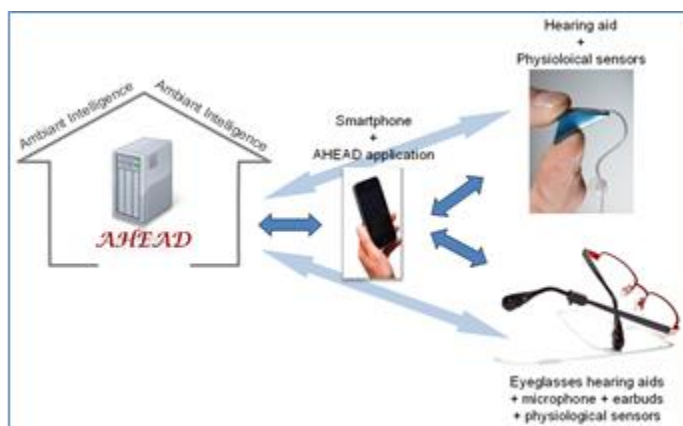 Ambiant Intelligence
Ambiant Intelligence
AHEAD
Smartphone
+
AHEAD application
Hearing aid
+
Physioloical sensors
Eyeglasses hearing aids
+ microphone + earbuds
+ physiological sensors